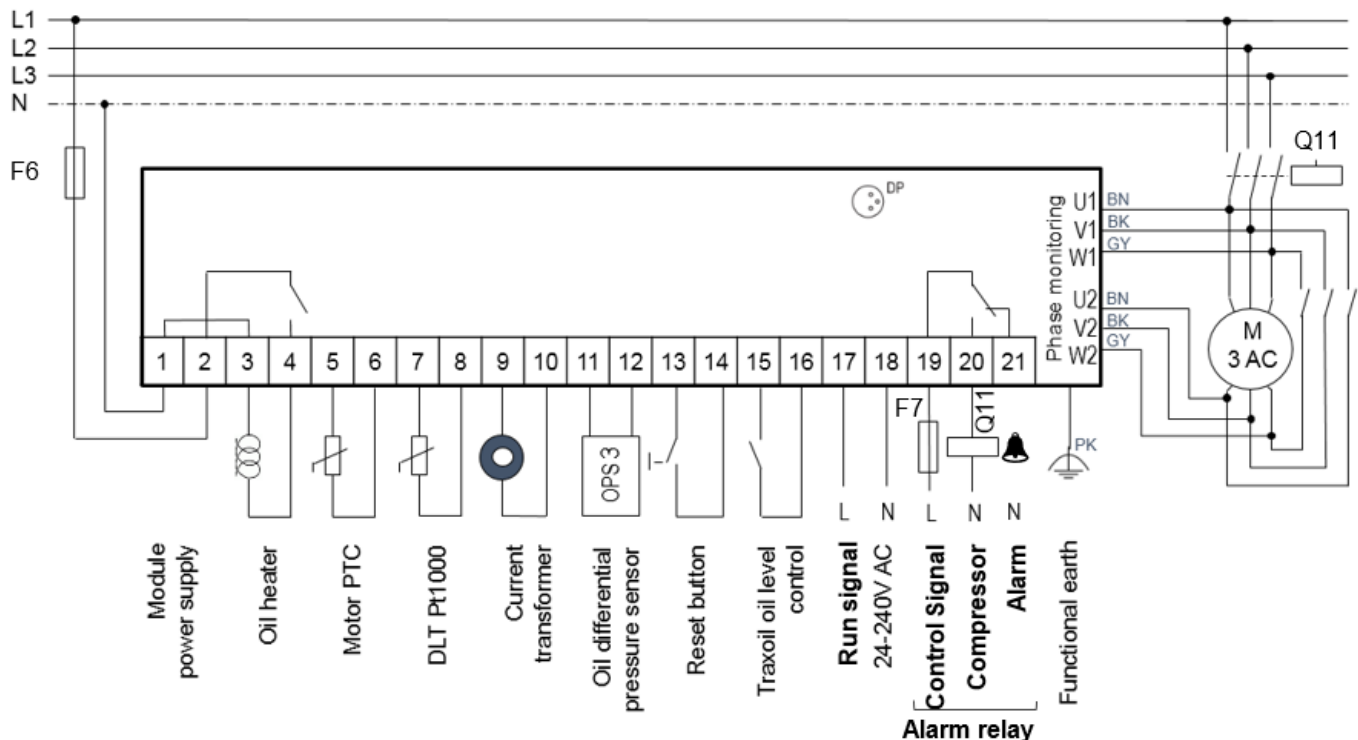 L1
L2
L3
N
F6
Q11
DP
Phase monitoring
U1 BN
V1 BK
W1 GY
U2 BN
V2 BK
W2 GY
M
3 AC
1 2 3 4 5 6 7 8 9 10 11 12 13 14 15 16 17 18 19 20 21
F7
Q11
OPS 3
PK
L N L N N
Module
power supply
Oil heater
Motor PTC
DLT Pt1000
Current
transformer
Oil differential
pressure sensor
Reset button
Traxoil oil level
control
Run signal
24-240V AC
Control Signal
Compressor
Alarm
Functional earth
Alarm relay